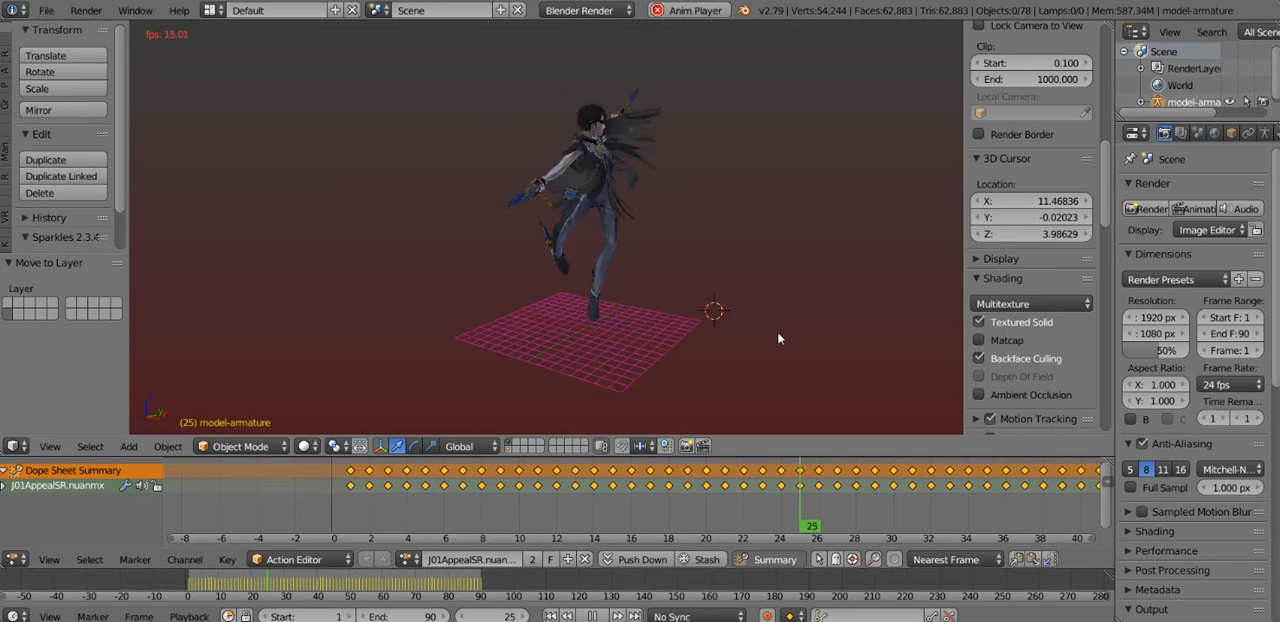 File Render Window Help Default Scene Blender Render Anim Player v2.79 | Verts:54,244 | Faces:62,883 | Tris:62,883 | Objects:0/78 | Lamps:0/0 | Mem:587.34M | model-armature
Transform
Translate
Rotate
Scale
Mirror
Edit
Duplicate
Duplicate Linked
Delete
History
Sparkles 2.3.4
Move to Layer
Layer
fps: 15.01
(25) model-armature
Lock Camera to View
Clip:
Start: 0.100
End: 1000.000
Local Camera:
Render Border
3D Cursor
Location:
X: 11.46836
Y: -0.02023
Z: 3.98629
Display
Shading
Multitexture
Textured Solid
Matcap
Backface Culling
Depth Of Field
Ambient Occlusion
Motion Tracking
View Search All Scen
Scene
RenderLaye
World
model-arma
Scene
Render
Render Animati Audio
Display: Image Editor
Dimensions
Render Presets
Resolution: Frame Range:
: 1920 px Start F: 1
: 1080 px End F:90
50% Frame: 1
Aspect Ratio: Frame Rate:
X: 1.000 24 fps
Y: 1.000 Time Rema...
B C 1 1
Anti-Aliasing
5 8 11 16 Mitchell-N...
Full Sampl 1.000 px
Sampled Motion Blur
Shading
Performance
Post Processing
Metadata
Output
View Select Add Object Object Mode Global
Dope Sheet Summary
J01AppealSR.nuanmx
-8 -6 -4 -2 0 2 4 6 8 10 12 14 16 18 20 22 24 25 26 28 30 32 34 36 38 40
View Select Marker Channel Key Action Editor J01AppealSR.nuan... 2 F Push Down Stash Summary Nearest Frame
-50 -40 -30 -20 -10 0 10 20 30 40 50 60 70 80 90 100 110 120 130 140 150 160 170 180 190 200 210 220 230 240 250 260 270 280
View Marker Frame Playback Start: 1 End: 90 25 No Sync